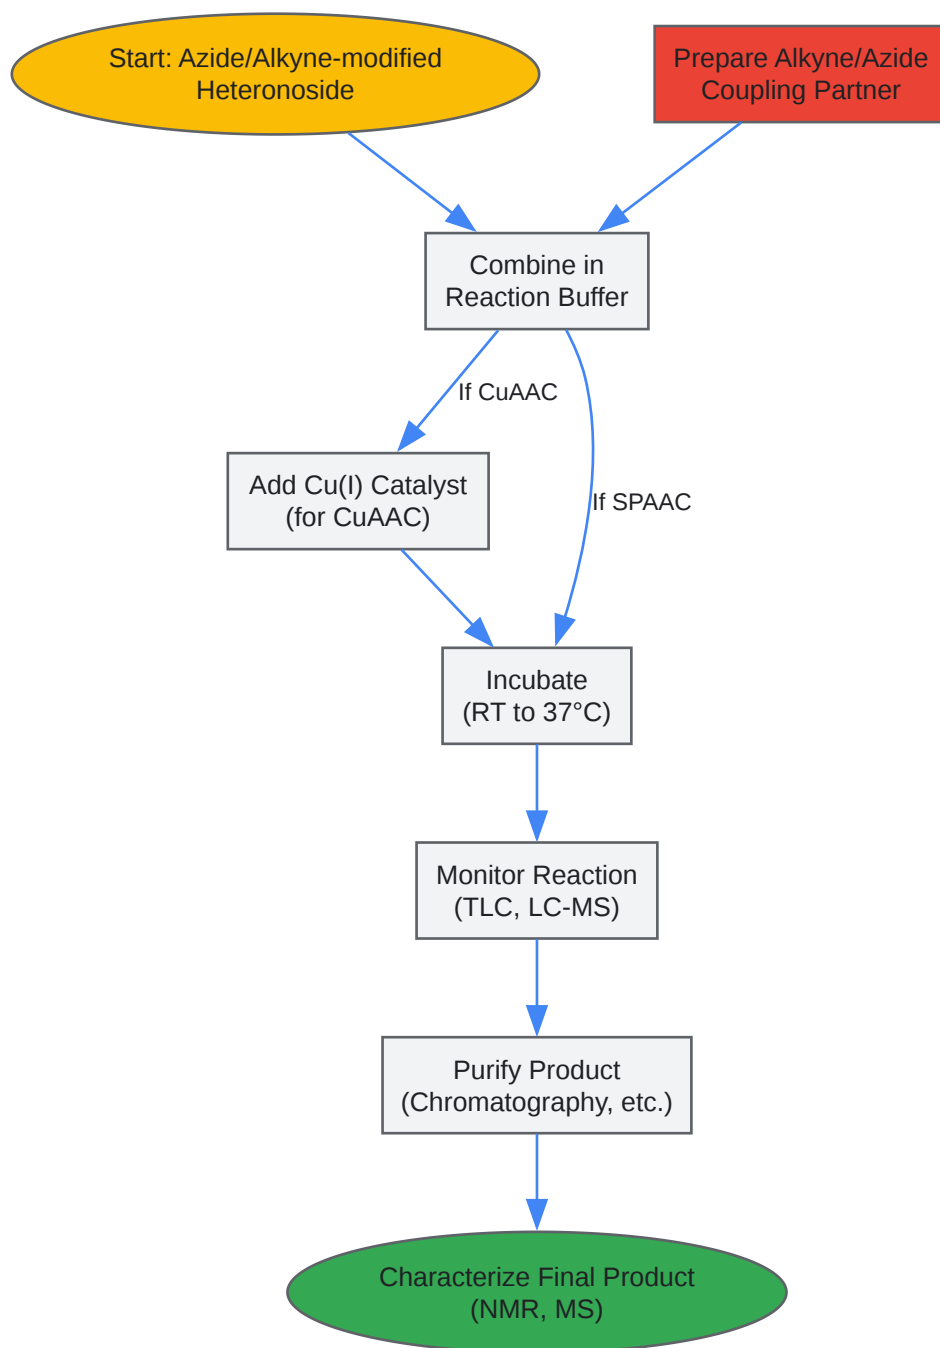 Start: Azide/Alkyne-modified
Heteronoside
Prepare Alkyne/Azide
Coupling Partner
Combine in
Reaction Buffer
If CuAAC
Add Cu(I) Catalyst
(for CuAAC)
If SPAAC
Incubate
(RT to 37°C)
Monitor Reaction
(TLC, LC-MS)
Purify Product
(Chromatography, etc.)
Characterize Final Product
(NMR, MS)